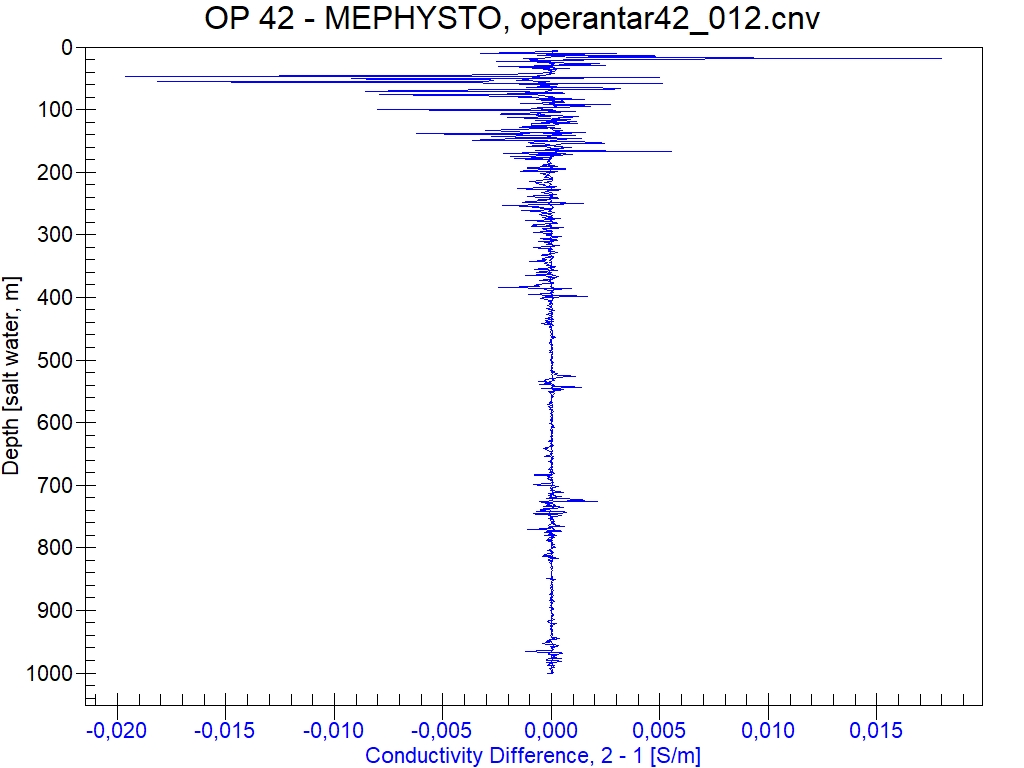 OP 42 - MEPHYSTO, operantar42_012.cnv
0
100
200
300
400
500
600
700
800
900
1000
Depth [salt water, m]
-0,020 -0,015 -0,010 -0,005 0,000 0,005 0,010 0,015
Conductivity Difference, 2 - 1 [S/m]